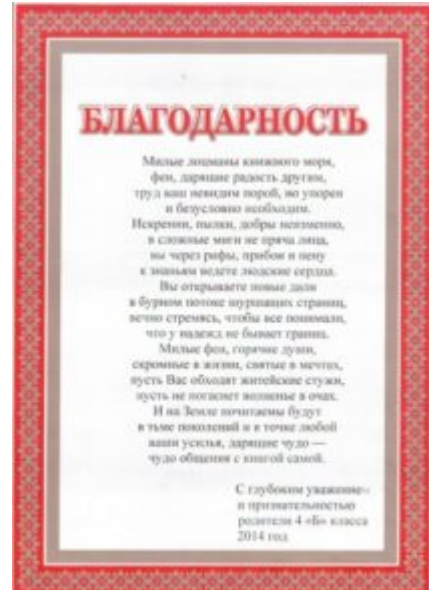 БЛАГОДАРНОСТЬ
Милые лоцманы книжного моря,
феи, дарящие радость другим,
труд ваш невидим порой, но упорен
и безусловно необходим.
Искренни, пылки, добры неизменно,
в сложные миги не пряча лица,
вы через рифы, прибои и пену
к знаньям ведете людские сердца.
Вы открываете новые дали
в бурном потоке шуршащих страниц,
вечно стремясь, чтобы все понимали,
что у надежд не бывает границ.
Милые феи, горячие души,
скромные в жизни, святые в мечтах,
пусть Вас обходят житейские стужи,
пусть не погаснет волненье в очах.
И на Земле почитаемы будут
в тьме поколений и в точке любой
ваши усилья, дарящие чудо —
чудо общения с книгой самой.
С глубоким уважение
и признательностью
родители 4 «Б» класса
2014 год